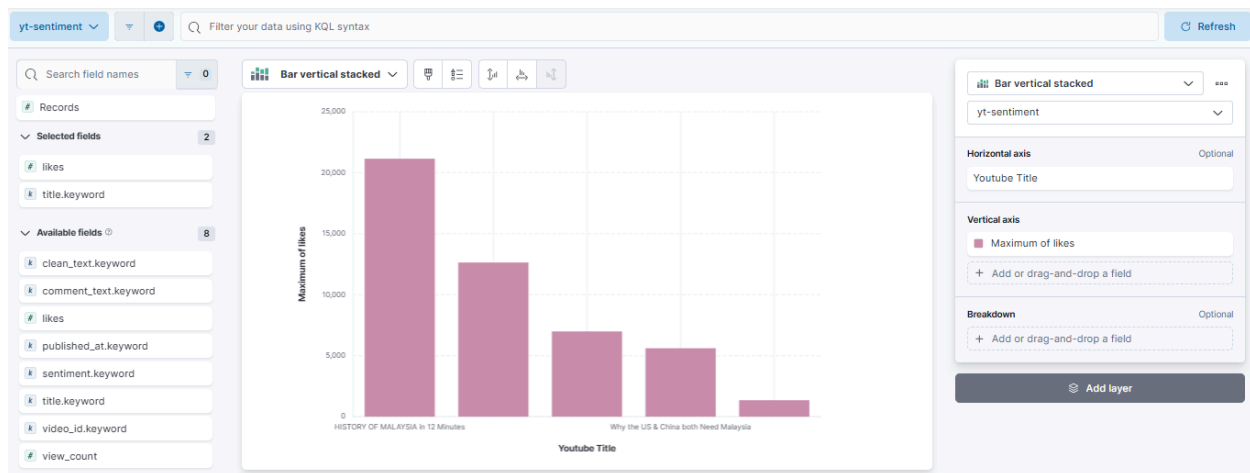 yt-sentiment
Filter your data using KQL syntax
Refresh
Search field names
0
Records
Selected fields
2
likes
title.keyword
Available fields
8
clean_text.keyword
comment_text.keyword
likes
published_at.keyword
sentiment.keyword
title.keyword
video_id.keyword
view_count
Bar vertical stacked
25,000
20,000
15,000
10,000
5,000
0
Maximum of likes
HISTORY OF MALAYSIA in 12 Minutes
Why the US & China both Need Malaysia
Youtube Title
Bar vertical stacked
yt-sentiment
Horizontal axis
Optional
Youtube Title
Vertical axis
Maximum of likes
Add or drag-and-drop a field
Breakdown
Optional
Add or drag-and-drop a field
Add layer